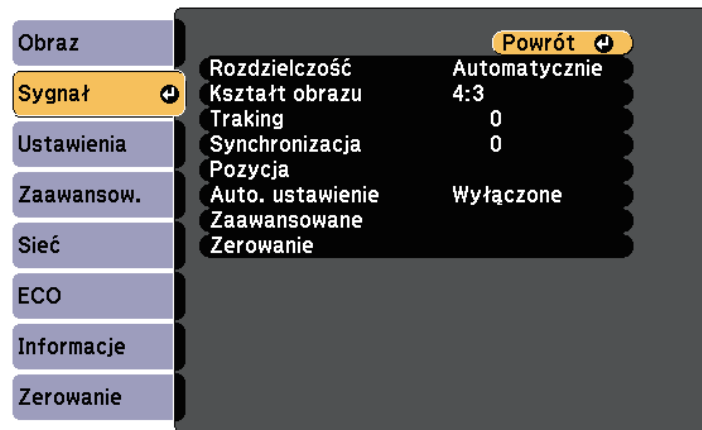 Obraz
Sygnał
Ustawienia
Zaawansow.
Sieć
ECO
Informacje
Zerowanie
Powrót
Rozdzielczość Automatycznie
Kształt obrazu 4:3
Traking 0
Synchronizacja 0
Pozycja
Auto. ustawienie Wyłączone
Zaawansowane
Zerowanie